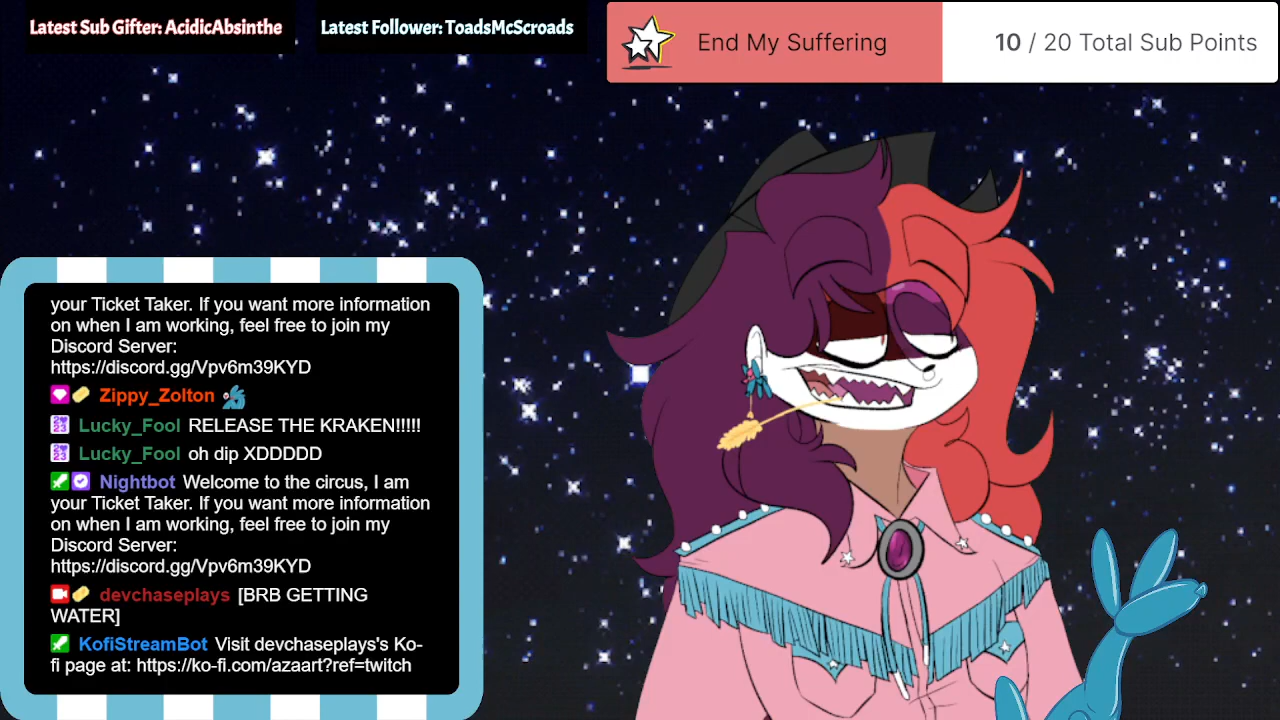 Latest Sub Gifter: AcidicAbsinthe
Latest Follower: ToadsMcScroads
End My Suffering
10 / 20 Total Sub Points
your Ticket Taker. If you want more information
on when I am working, feel free to join my
Discord Server:
https://discord.gg/Vpv6m39KYD
Zippy_Zolton
Lucky_Fool RELEASE THE KRAKEN!!!!!
Lucky_Fool oh dip XDDDDD
Nightbot Welcome to the circus, I am
your Ticket Taker. If you want more information
on when I am working, feel free to join my
Discord Server:
https://discord.gg/Vpv6m39KYD
devchaseplays [BRB GETTING
WATER]
KofiStreamBot Visit devchaseplays's Ko-
fi page at: https://ko-fi.com/azaart?ref=twitch